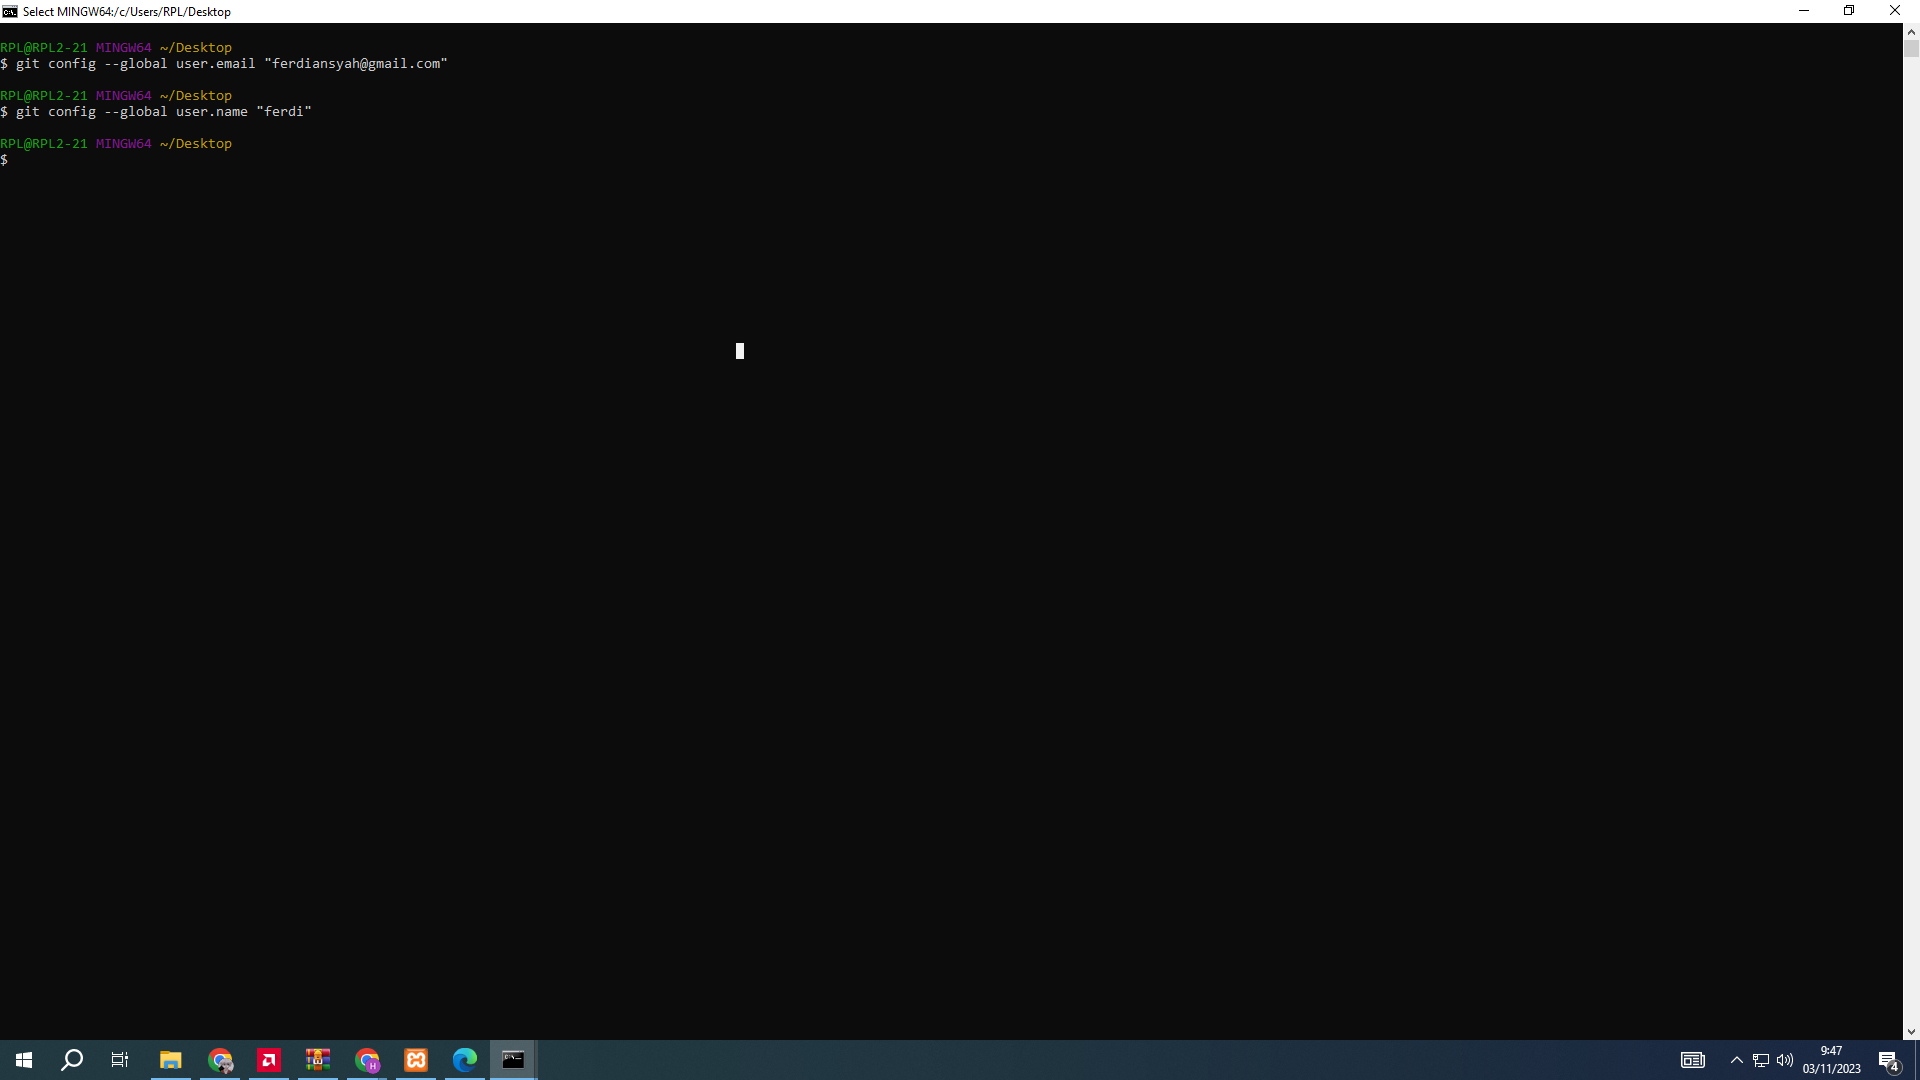 Select MINGW64:/c/Users/RPL/Desktop
RPL@RPL2-21 MINGW64 ~/Desktop
$ git config --global user.email "ferdiansyah@gmail.com"
RPL@RPL2-21 MINGW64 ~/Desktop
$ git config --global user.name "ferdi"
RPL@RPL2-21 MINGW64 ~/Desktop
$
H
9:47
03/11/2023
4